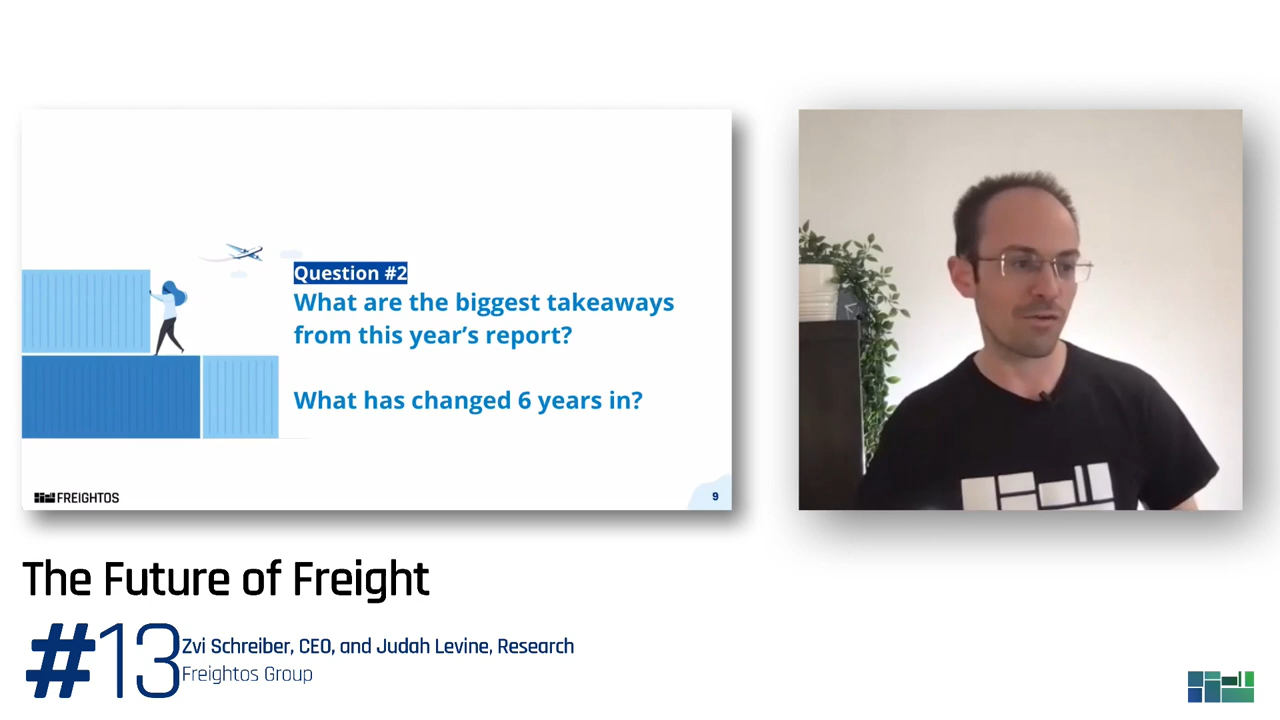 Question #2
What are the biggest takeaways
from this year's report?
What has changed 6 years in?
FREIGHTOS
9
The Future of Freight
#13
Zvi Schreiber, CEO, and Judah Levine, Research
Freightos Group